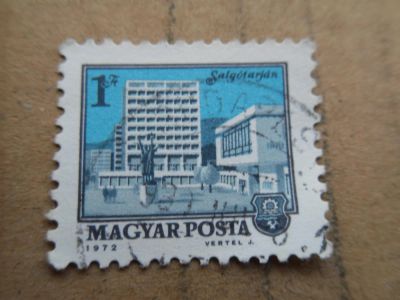 1 Ft
Salgótarján
MAGYAR POSTA
1972 VERTEL J.